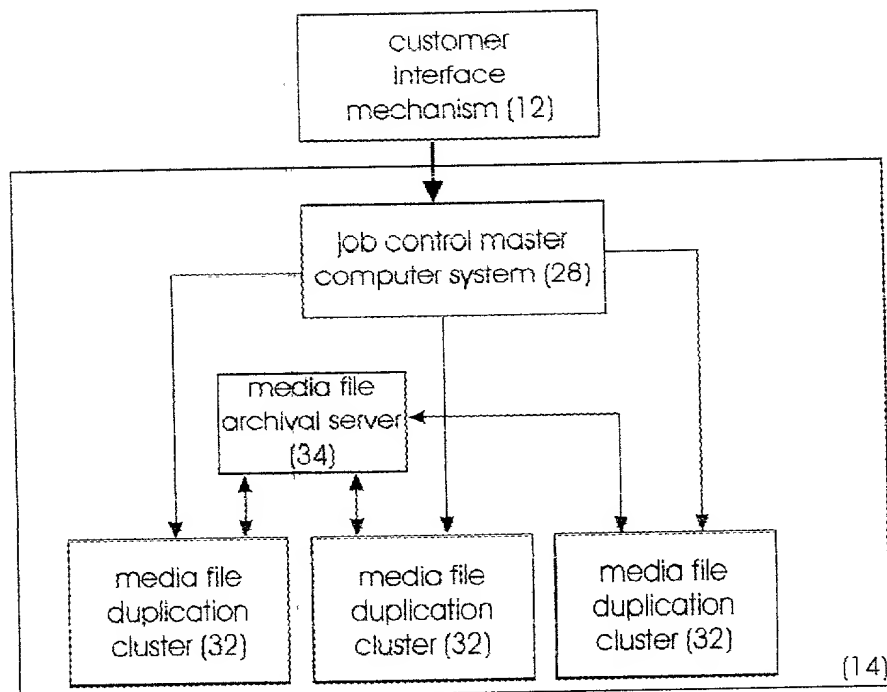 customer
interface
mechanism (12)
job control master
computer system (28)
media file
archival server
(34)
media file
duplication
cluster (32)
media file
duplication
cluster (32)
media file
duplication
cluster (32)
(14)